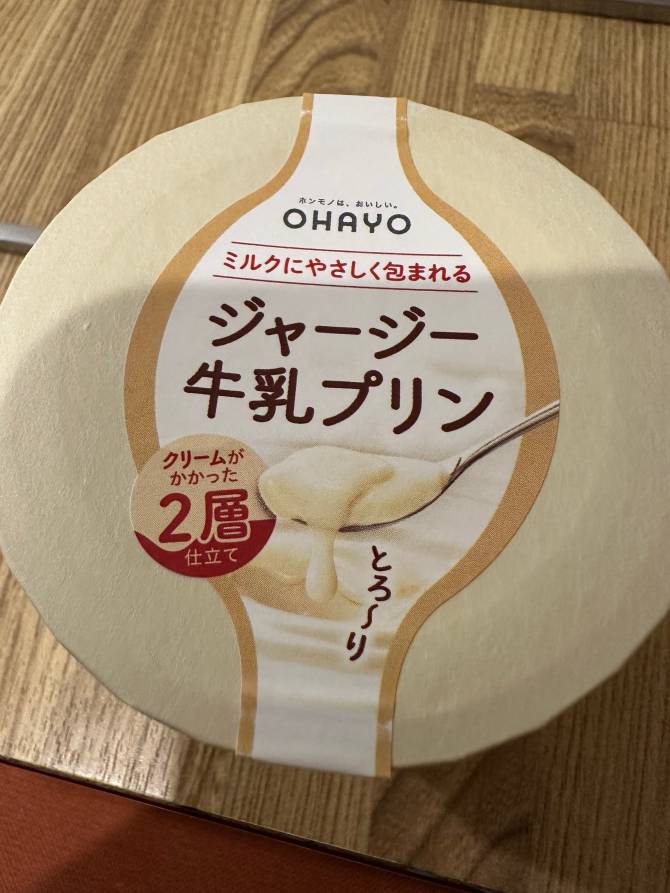 ホンモノは、おいしい。
OHAYO
ミルクにやさしく包まれる
ジャージー
牛乳プリン
クリームが
かかった
2層
仕立て
とろ～り